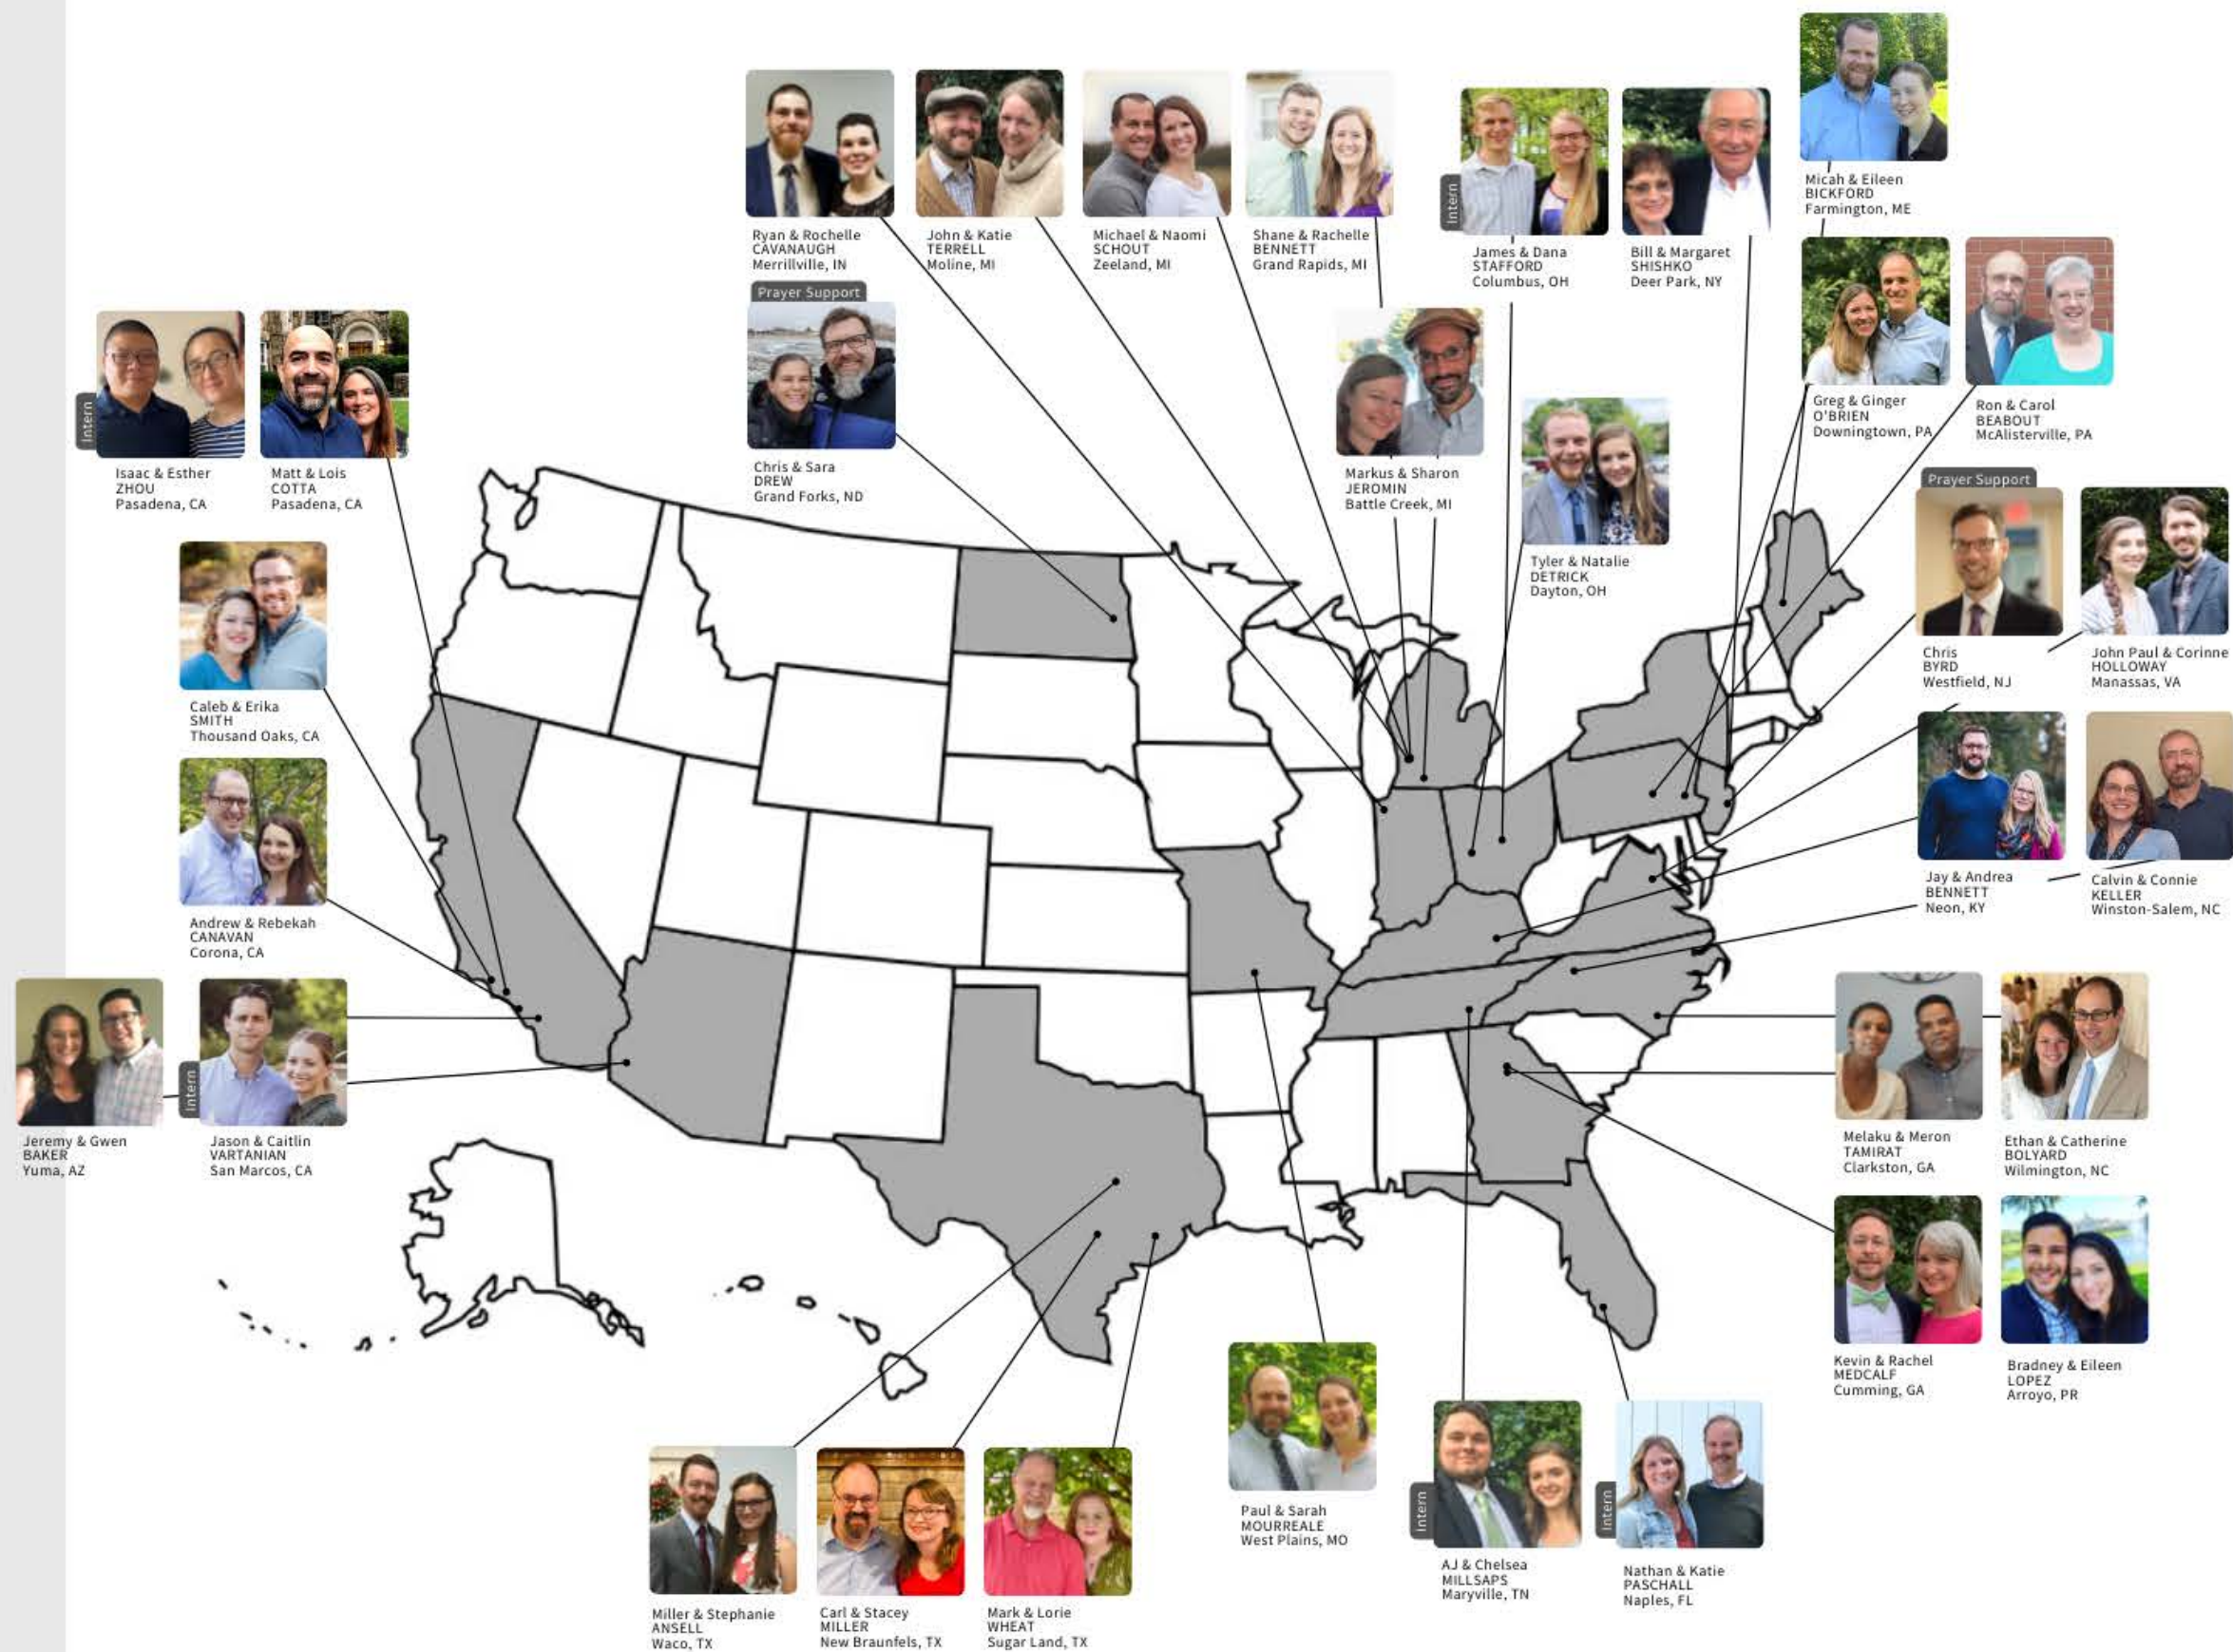 Micah & Eileen
BICKFORD
Farmington, ME
Ryan & Rochelle
CAVANAUGH
Merrillville, IN
John & Katie
TERRELL
Moline, MI
Michael & Naomi
SCHOUT
Zeeland, MI
Shane & Rachelle
BENNETT
Grand Rapids, MI
Intern
James & Dana
STAFFORD
Columbus, OH
Bill & Margaret
SHISHKO
Deer Park, NY
Greg & Ginger
O'BRIEN
Downingtown, PA
Ron & Carol
BEABOUT
McAlisterville, PA
Prayer Support
Chris & Sara
DREW
Grand Forks, ND
Markus & Sharon
JEROMIN
Battle Creek, MI
Tyler & Natalie
DETRICK
Dayton, OH
Intern
Isaac & Esther
ZHOU
Pasadena, CA
Matt & Lois
COTTA
Pasadena, CA
Prayer Support
Chris
BYRD
Westfield, NJ
John Paul & Corinne
HOLLOWAY
Manassas, VA
Caleb & Erika
SMITH
Thousand Oaks, CA
Andrew & Rebekah
CANAVAN
Corona, CA
Jay & Andrea
BENNETT
Neon, KY
Calvin & Connie
KELLER
Winston-Salem, NC
Jeremy & Gwen
BAKER
Yuma, AZ
Intern
Jason & Caitlin
VARTANIAN
San Marcos, CA
Melaku & Meron
TAMIRAT
Clarkston, GA
Ethan & Catherine
BOLYARD
Wilmington, NC
Kevin & Rachel
MEDCALF
Cumming, GA
Bradney & Eileen
LOPEZ
Arroyo, PR
Miller & Stephanie
ANSELL
Waco, TX
Carl & Stacey
MILLER
New Braunfels, TX
Mark & Lorie
WHEAT
Sugar Land, TX
Paul & Sarah
MOURREALE
West Plains, MO
Intern
AJ & Chelsea
MILLSAPS
Maryville, TN
Intern
Nathan & Katie
PASCHALL
Naples, FL